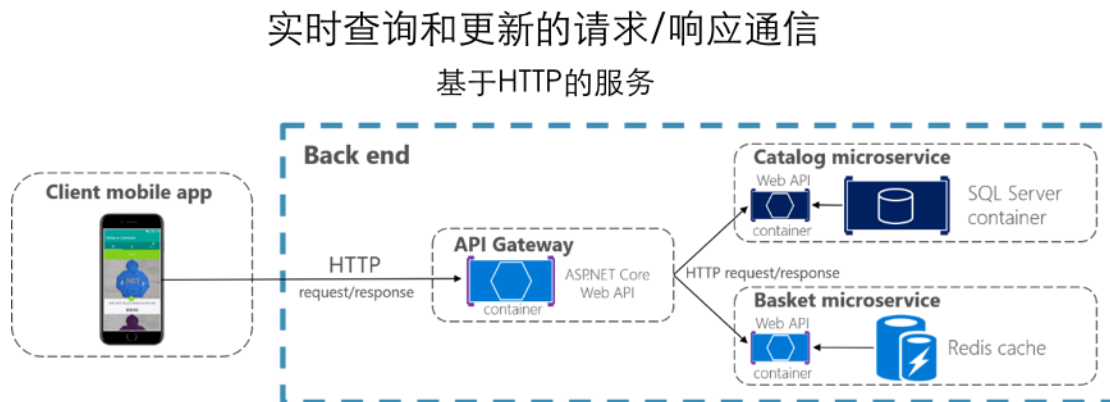 实时查询和更新的请求/响应通信
基于HTTP的服务
Back end
Client mobile app
HTTP
request/response
API Gateway
ASP.NET Core
Web API
container
HTTP request/response
Catalog microservice
Web API
container
SQL Server
container
Basket microservice
Web API
container
Redis cache